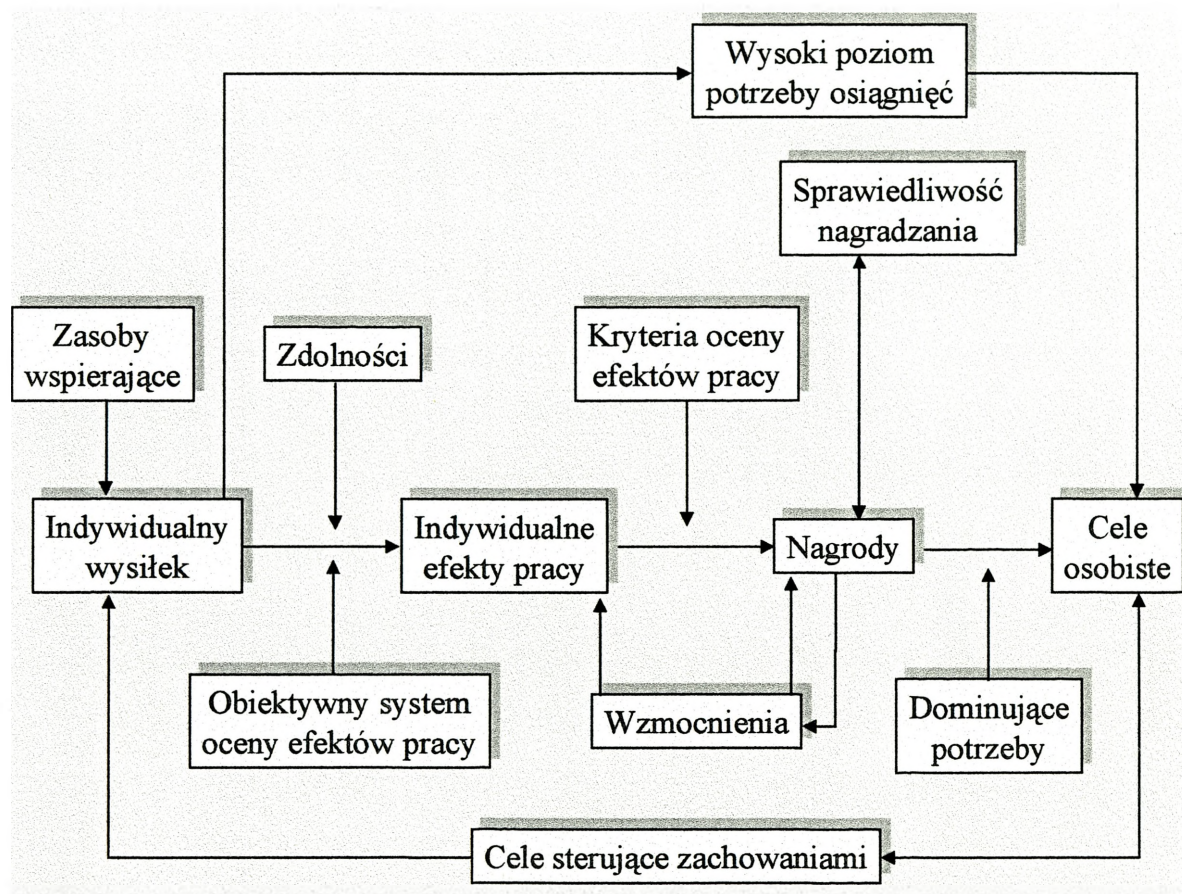 Wysoki poziom
potrzeby osiągnięć
Sprawiedliwość
nagradzania
Zasoby
wspierające
Zdolności
Kryteria oceny
efektów pracy
Indywidualny
wysiłek
Indywidualne
efekty pracy
Nagrody
Cele
osobiste
Obiektywny system
oceny efektów pracy
Wzmocnienia
Dominujące
potrzeby
Cele sterujące zachowaniami